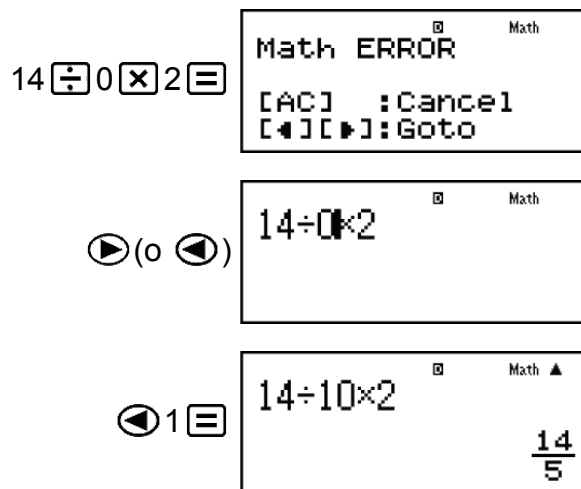 D Math
14 ÷ 0 × 2 =
Math ERROR
[AC] :Cancel
[◀][▶]:Goto
▶ (o ◀)
D Math
14÷0×2
◀ 1 =
D Math ▲
14÷10×2
14
5